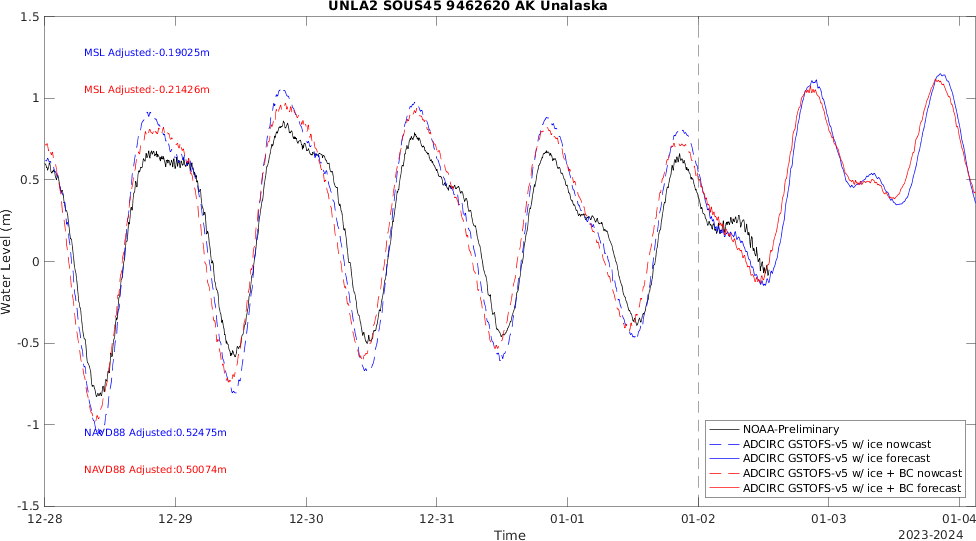 UNLA2 SOUS45 9462620 AK Unalaska
1.5
1
0.5
0
-0.5
-1
-1.5
Water Level (m)
MSL Adjusted:-0.19025m
MSL Adjusted:-0.21426m
NAVD88 Adjusted:0.52475m
NAVD88 Adjusted:0.50074m
NOAA-Preliminary
ADCIRC GSTOFS-v5 w/ ice nowcast
ADCIRC GSTOFS-v5 w/ ice forecast
ADCIRC GSTOFS-v5 w/ ice + BC nowcast
ADCIRC GSTOFS-v5 w/ ice + BC forecast
12-28 12-29 12-30 12-31 01-01 01-02 01-03 01-04
Time
2023-2024